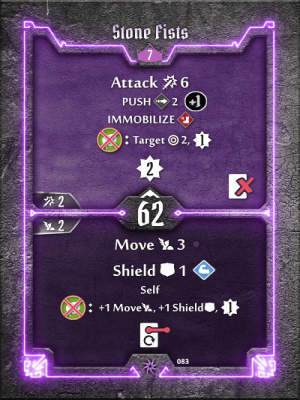 Stone Fists
7
Attack 6
PUSH 2 +1
IMMOBILIZE
: Target 2, 1
2
2
62
2
Move 3
Shield 1
Self
: +1 Move, +1 Shield, 1
083